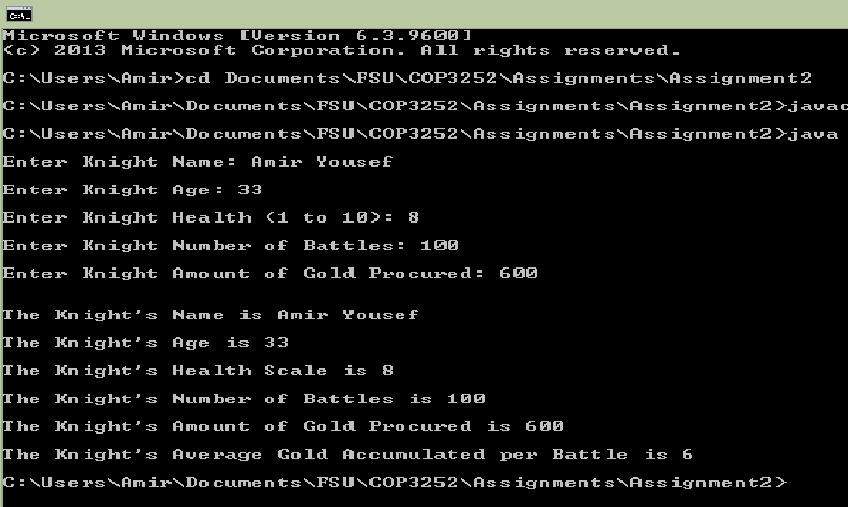 Microsoft Windows [Version 6.3.9600]
(c) 2013 Microsoft Corporation. All rights reserved.
C:\Users\Amir>cd Documents\FSU\COP3252\Assignments\Assignment2
C:\Users\Amir\Documents\FSU\COP3252\Assignments\Assignment2>javac
C:\Users\Amir\Documents\FSU\COP3252\Assignments\Assignment2>java
Enter Knight Name: Amir Yousef
Enter Knight Age: 33
Enter Knight Health (1 to 10): 8
Enter Knight Number of Battles: 100
Enter Knight Amount of Gold Procured: 600
The Knight's Name is Amir Yousef
The Knight's Age is 33
The Knight's Health Scale is 8
The Knight's Number of Battles is 100
The Knight's Amount of Gold Procured is 600
The Knight's Average Gold Accumulated per Battle is 6
C:\Users\Amir\Documents\FSU\COP3252\Assignments\Assignment2>